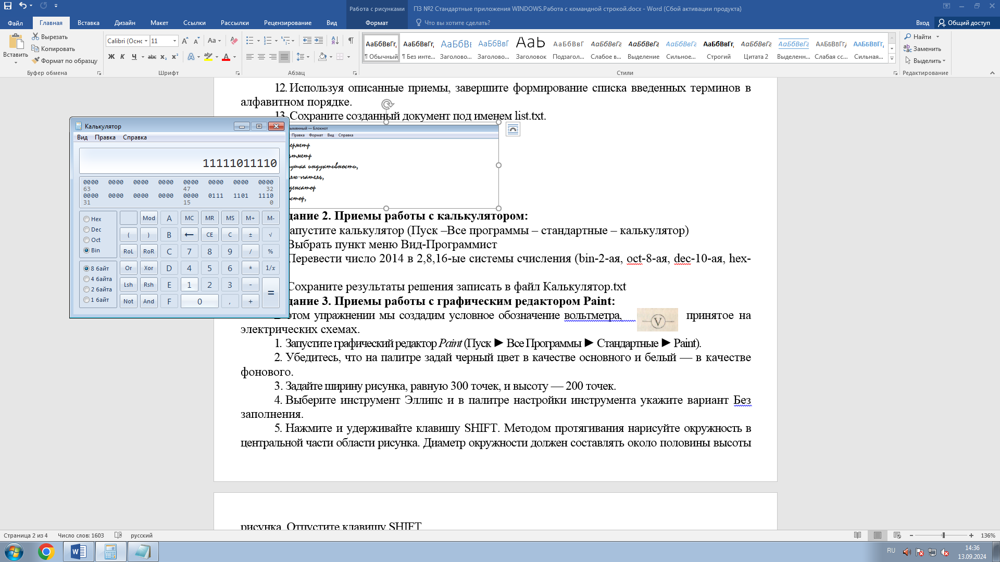 Работа с рисунками
ПЗ №2 Стандартные приложения WINDOWS.Работа с командной строкой.docx - Word (Сбой активации продукта)
Файл
Главная
Вставка
Дизайн
Макет
Ссылки
Рассылки
Рецензирование
Вид
Формат
Что вы хотите сделать?
Вход
Общий доступ
Вставить
Вырезать
Копировать
Формат по образцу
Буфер обмена
Calibri (Оснс
11
Ж К Ч abc x₂ x²
Шрифт
Абзац
АаБбВвГг, АаБбВвГг, АаБбВв АаБбВвГ АаБ АаБбВвГ АаБбВвГг АаБбВвГг АаБбВвГг АаБбВвГг, АаБбВвГг АаБбВвГг АаБбВвГг, АаБбВвГг,
¶ Обычный ¶ Без инте... Заголово... Заголово... Заголовок Подзагол... Слабое в... Выделение Сильное... Строгий Цитата 2 Выделенн... Слабая сс... Сильная...
Стили
Найти
Заменить
Выделить
Редактирование
12. Используя описанные приемы, завершите формирование списка введенных терминов в
алфавитном порядке.
13. Сохраните созданный документ под именем list.txt.
ымянный — Блокнот
Правка Формат Вид Справка
ерметр
ьтметр
ушка индуктивности,
лючатель,
денсатор
стор,
Калькулятор
Вид Правка Справка
11111011110
0000 0000 0000 0000 0000 0000 0000 0000
63 47 32
0000 0000 0000 0000 0000 0111 1101 1110
31 15 0
Hex
Dec
Oct
Bin
8 байт
4 байта
2 байта
1 байт
Mod A MC MR MS M+ M-
( ) B ← CE C ± √
RoL RoR C 7 8 9 / %
Or Xor D 4 5 6 * 1/x
Lsh Rsh E 1 2 3 - =
Not And F 0 , +
дание 2. Приемы работы с калькулятором:
апустите калькулятор (Пуск –Все программы – стандартные – калькулятор)
Выбрать пункт меню Вид-Программист
Перевести число 2014 в 2,8,16-ые системы счисления (bin-2-ая, oct-8-ая, dec-10-ая, hex-
Сохраните результаты решения записать в файл Калькулятор.txt
дание 3. Приемы работы с графическим редактором Paint:
этом упражнении мы создадим условное обозначение вольтметра, V принятое на
электрических схемах.
1. Запустите графический редактор Paint (Пуск ► Все Программы ► Стандартные ► Paint).
2. Убедитесь, что на палитре задай черный цвет в качестве основного и белый — в качестве
фонового.
3. Задайте ширину рисунка, равную 300 точек, и высоту — 200 точек.
4. Выберите инструмент Эллипс и в палитре настройки инструмента укажите вариант Без
заполнения.
5. Нажмите и удерживайте клавишу SHIFT. Методом протягивания нарисуйте окружность в
центральной части области рисунка. Диаметр окружности должен составлять около половины высоты
рисунка. Отпустите клавишу SHIFT
Страница 2 из 4
Число слов: 1603
русский
136%
RU
14:36
13.09.2024